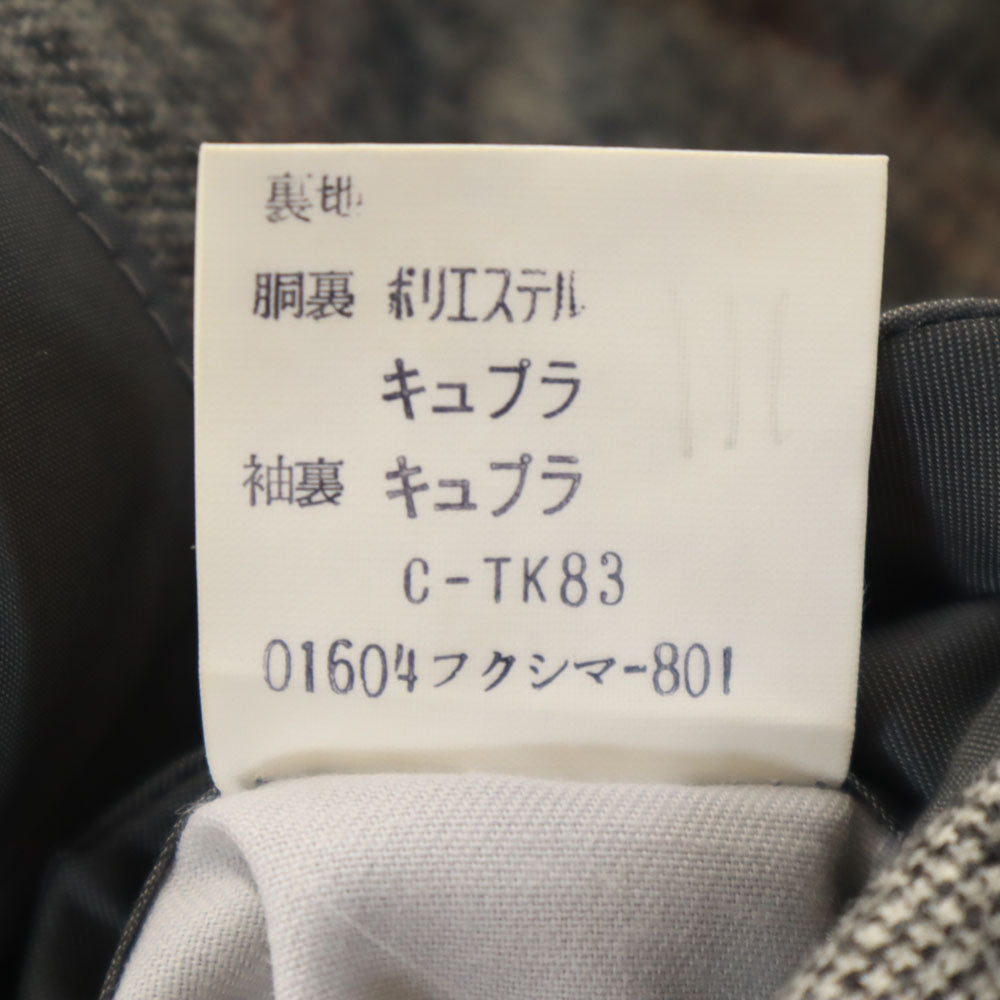 裏地
胴裏 ポリエステル
キュプラ
袖裏 キュプラ
C-TK83
01604フクシマ-801